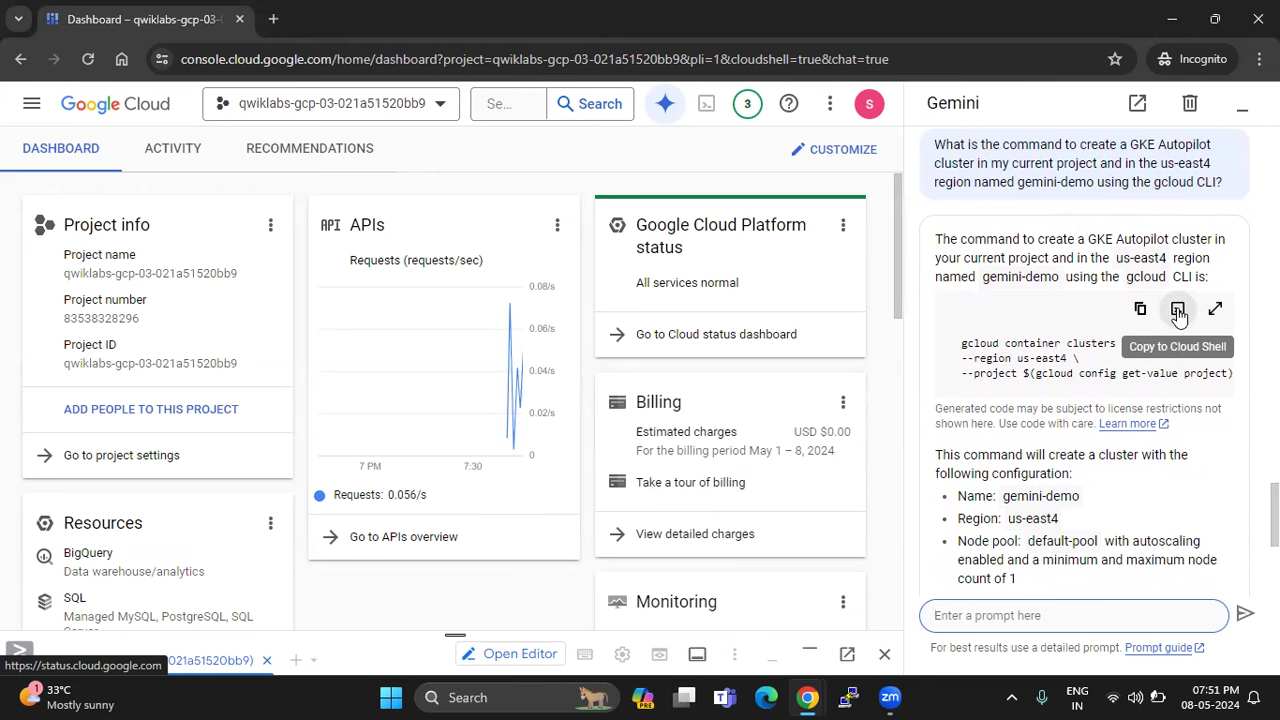 Dashboard – qwiklabs-gcp-03-
console.cloud.google.com/home/dashboard?project=qwiklabs-gcp-03-021a51520bb9&pli=1&cloudshell=true&chat=true
Incognito
Google Cloud
qwiklabs-gcp-03-021a51520bb9
Se...
Search
3
S
DASHBOARD
ACTIVITY
RECOMMENDATIONS
CUSTOMIZE
Project info
Project name
qwiklabs-gcp-03-021a51520bb9
Project number
83538328296
Project ID
qwiklabs-gcp-03-021a51520bb9
ADD PEOPLE TO THIS PROJECT
Go to project settings
Resources
BigQuery
Data warehouse/analytics
SQL
Managed MySQL, PostgreSQL, SQL
API APIs
Requests (requests/sec)
0.08/s
0.06/s
0.04/s
0.02/s
0
7 PM
7:30
Requests: 0.056/s
Go to APIs overview
Google Cloud Platform
status
All services normal
Go to Cloud status dashboard
Billing
Estimated charges USD $0.00
For the billing period May 1 – 8, 2024
Take a tour of billing
View detailed charges
Monitoring
021a51520bb9)
https://status.cloud.google.com
Open Editor
Gemini
What is the command to create a GKE Autopilot
cluster in my current project and in the us-east4
region named gemini-demo using the gcloud CLI?
The command to create a GKE Autopilot cluster in
your current project and in the us-east4 region
named gemini-demo using the gcloud CLI is:
Copy to Cloud Shell
gcloud container clusters
--region us-east4 \
--project $(gcloud config get-value project)
Generated code may be subject to license restrictions not
shown here. Use code with care. Learn more
This command will create a cluster with the
following configuration:
• Name: gemini-demo
• Region: us-east4
• Node pool: default-pool with autoscaling
enabled and a minimum and maximum node
count of 1
Enter a prompt here
For best results use a detailed prompt. Prompt guide
1
33°C
Mostly sunny
Search
PRE
zm
ENG
IN
07:51 PM
08-05-2024